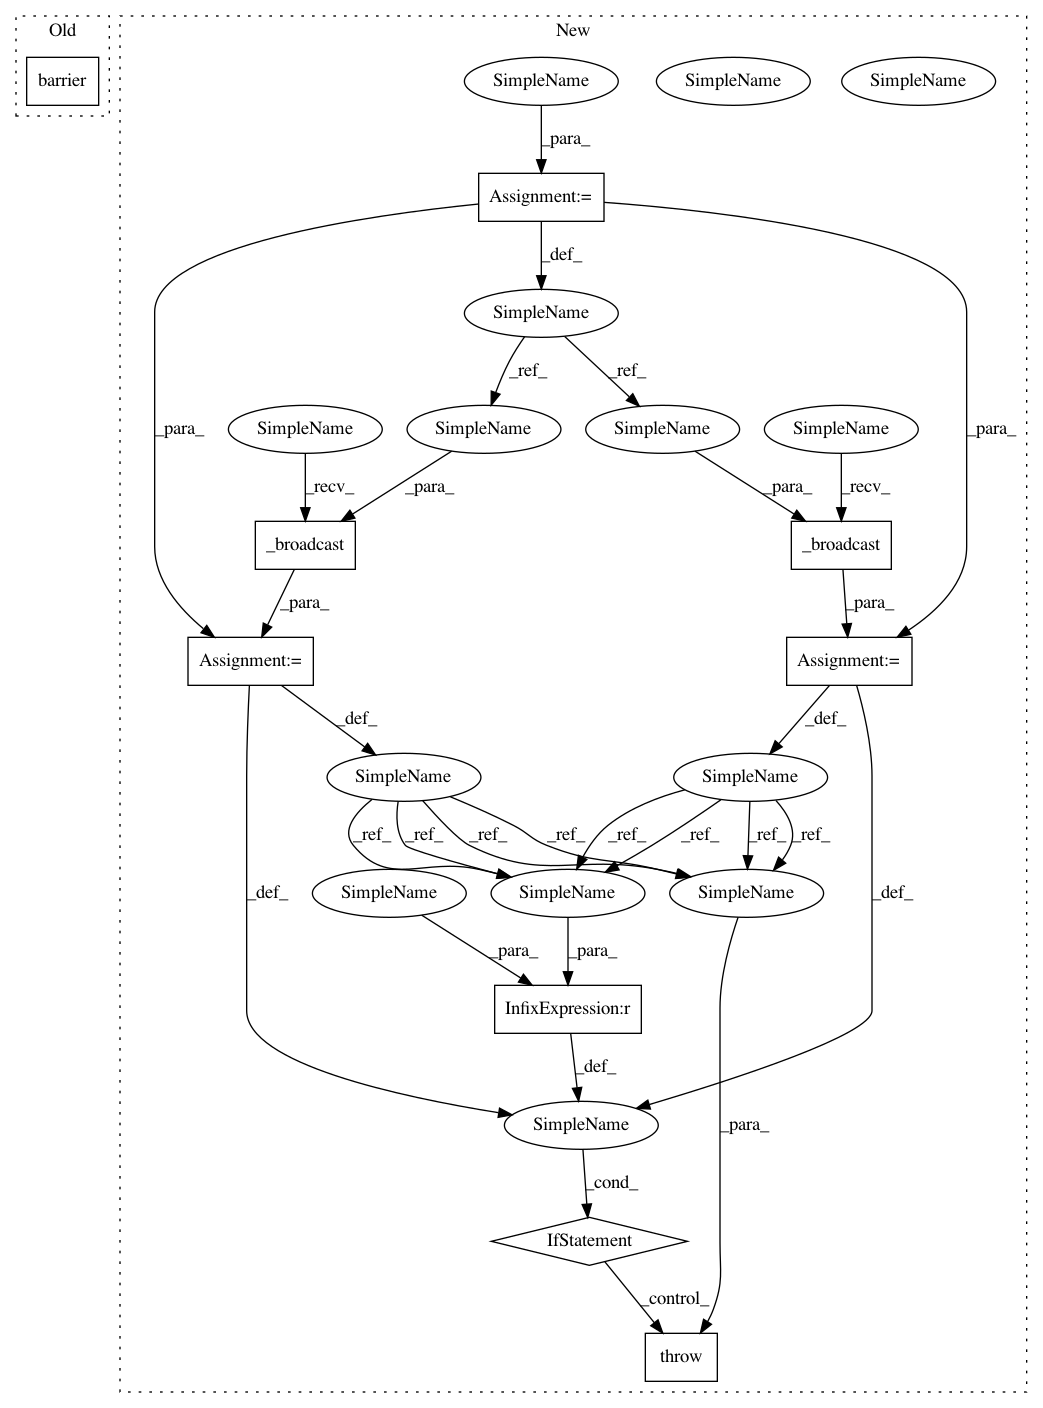 Old
New
barrier
SimpleName
SimpleName
SimpleName
_para_
Assignment:=
_def_
SimpleName
_ref_
_ref_
SimpleName
SimpleName
SimpleName
SimpleName
_para_
_para_
_recv_
_para_
_para_
_recv_
_broadcast
_broadcast
_para_
_para_
Assignment:=
Assignment:=
_def_
_def_
SimpleName
SimpleName
_ref_
_ref_
_ref_
_ref_
_ref_
_ref_
_ref_
_ref_
_def_
SimpleName
SimpleName
SimpleName
_def_
_para_
_para_
InfixExpression:r
_def_
SimpleName
_para_
_cond_
IfStatement
_control_
throw